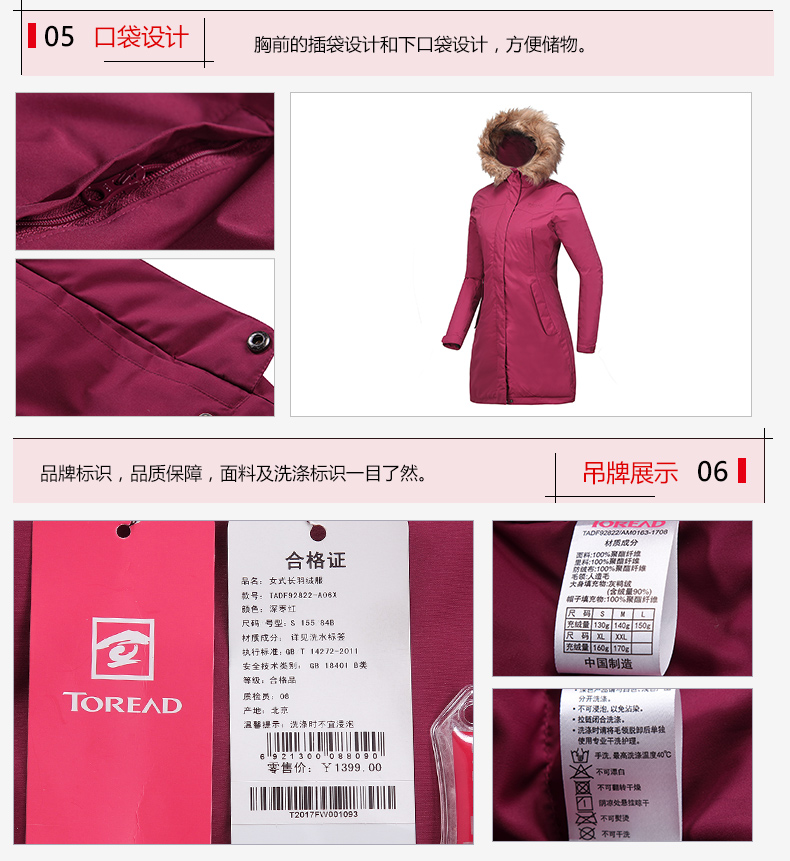 05 口袋设计
胸前的插袋设计和下口袋设计，方便储物。
品牌标识，品质保障，面料及洗涤标识一目了然。
吊牌展示 06
TOREAD
合格证
品名: 女式长羽绒服
款号: TADF92822-A06X
颜色: 深枣红
尺码 号型: S 155 84B
材质成分: 详见洗水标签
执行标准: GB T 14272-2011
安全技术类别: GB 18401 B类
等级: 合格品
质检员: 06
产地: 北京
温馨提示: 洗涤时不宜浸泡
6 921300 088090
零售价: ￥1399.00
T2017FW001093
TOREAD
TADF92822/AM0163-1708
材质成分
面料:100%聚酯纤维
里料:100%聚酯纤维
防绒布:100%聚酯纤维
毛领:人造毛
大身填充物:灰鸭绒
(含绒量90%)
帽子填充物:100%聚酯纤维
尺 码 S M L
充绒量 130g 140g 150g
尺 码 XL XXL
充绒量 160g 170g
中国制造
分开洗涤。
• 不可浸泡, 以免沾染。
• 拉链闭合洗涤。
• 洗涤时请将毛领脱卸后单独
使用专业干洗护理。
手洗, 最高洗涤温度40℃
不可漂白
不可翻转干燥
阴凉处悬挂晾干
不可熨烫
不可干洗